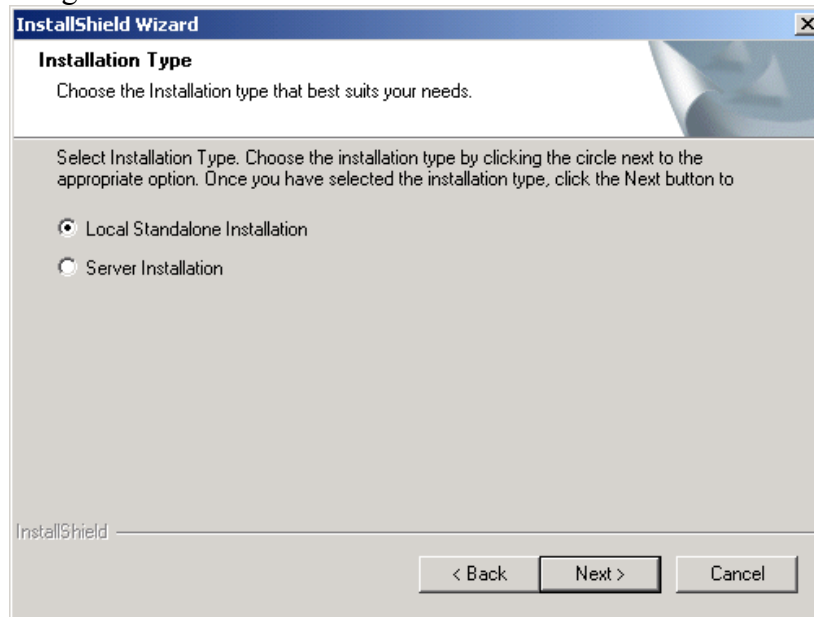 InstallShield Wizard
Installation Type
Choose the Installation type that best suits your needs.
Select Installation Type. Choose the installation type by clicking the circle next to the
appropriate option. Once you have selected the installation type, click the Next button to
Local Standalone Installation
Server Installation
InstallShield
< Back Next > Cancel